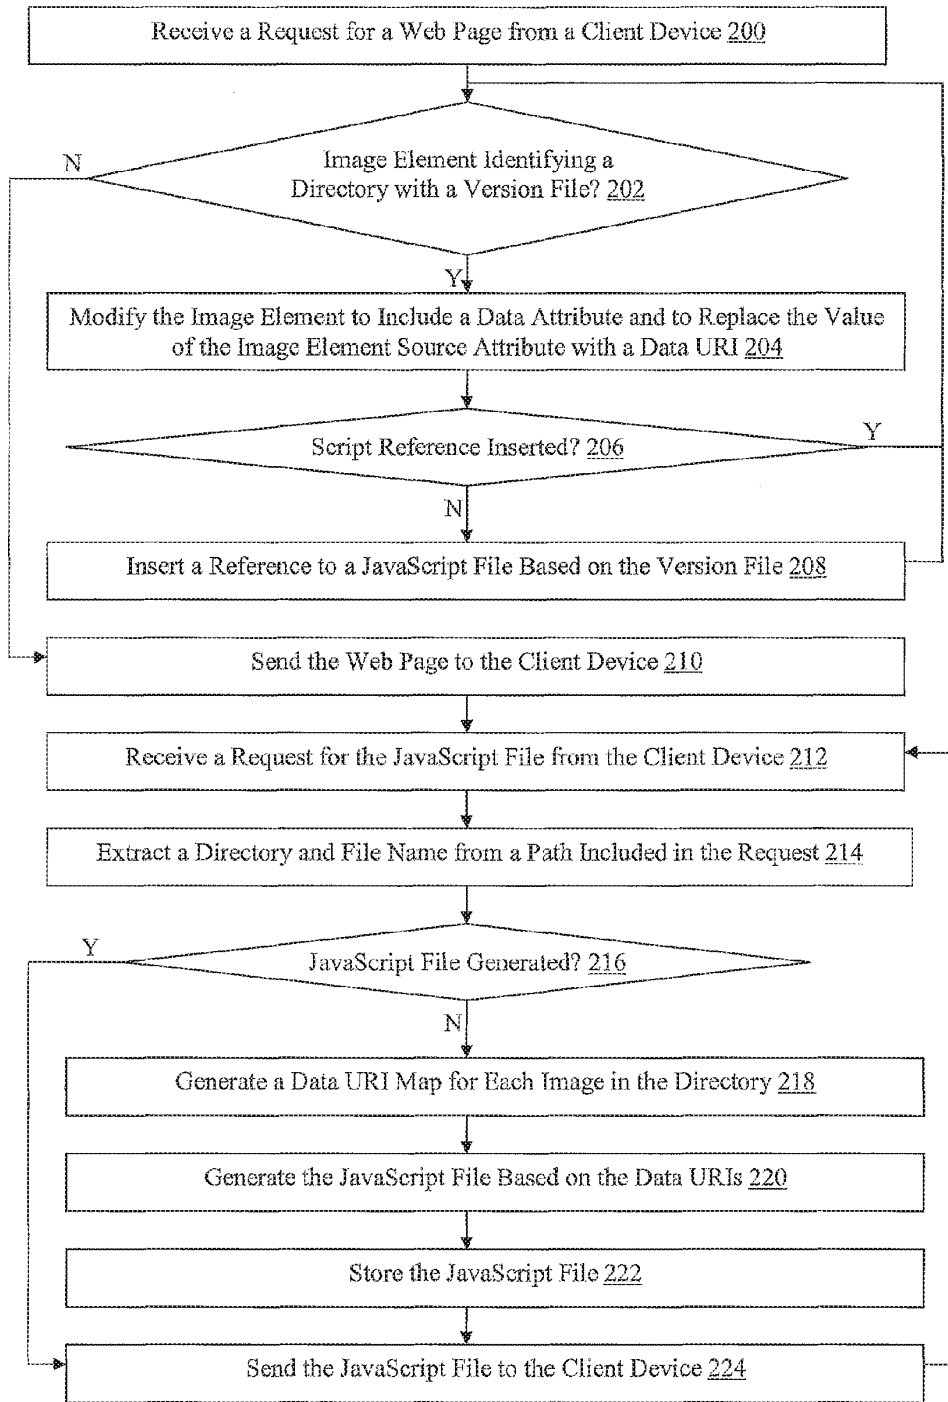 Receive a Request for a Web Page from a Client Device 200
N
Image Element Identifying a
Directory with a Version File? 202
Y
Modify the Image Element to Include a Data Attribute and to Replace the Value
of the Image Element Source Attribute with a Data URI 204
Script Reference Inserted? 206
Y
N
Insert a Reference to a JavaScript File Based on the Version File 208
Send the Web Page to the Client Device 210
Receive a Request for the JavaScript File from the Client Device 212
Extract a Directory and File Name from a Path Included in the Request 214
Y
JavaScript File Generated? 216
N
Generate a Data URI Map for Each Image in the Directory 218
Generate the JavaScript File Based on the Data URIs 220
Store the JavaScript File 222
Send the JavaScript File to the Client Device 224